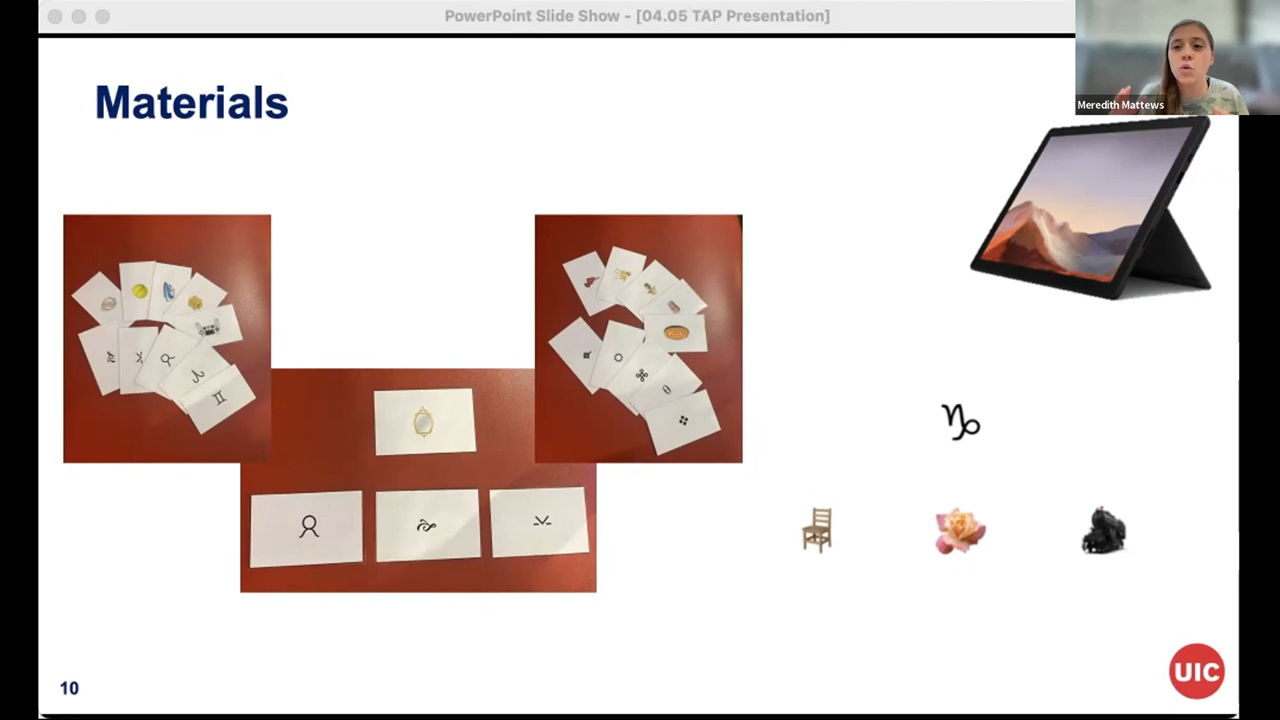 PowerPoint Slide Show - [04.05 TAP Presentation]
Meredith Mattews
Materials
10
UIC